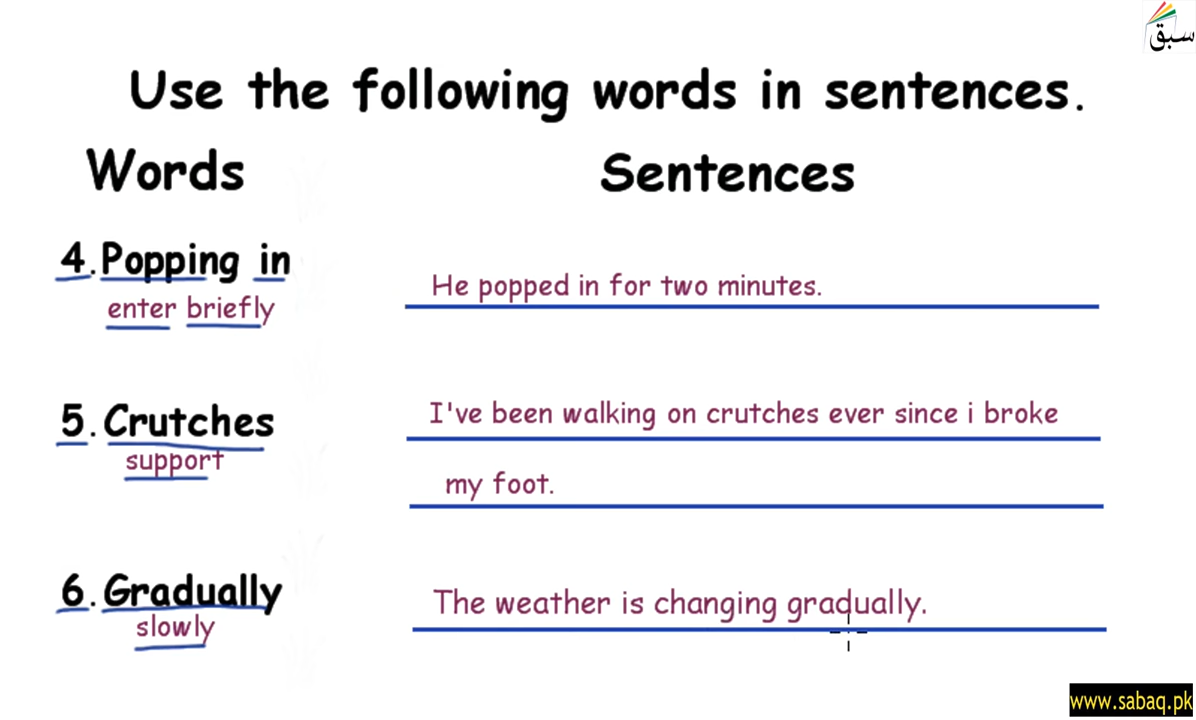 سبق
Use the following words in sentences.
Words Sentences
4.Popping in He popped in for two minutes.
enter briefly
5.Crutches I've been walking on crutches ever since i broke
support
my foot.
6.Gradually The weather is changing gradually.
slowly
www.sabaq.pk